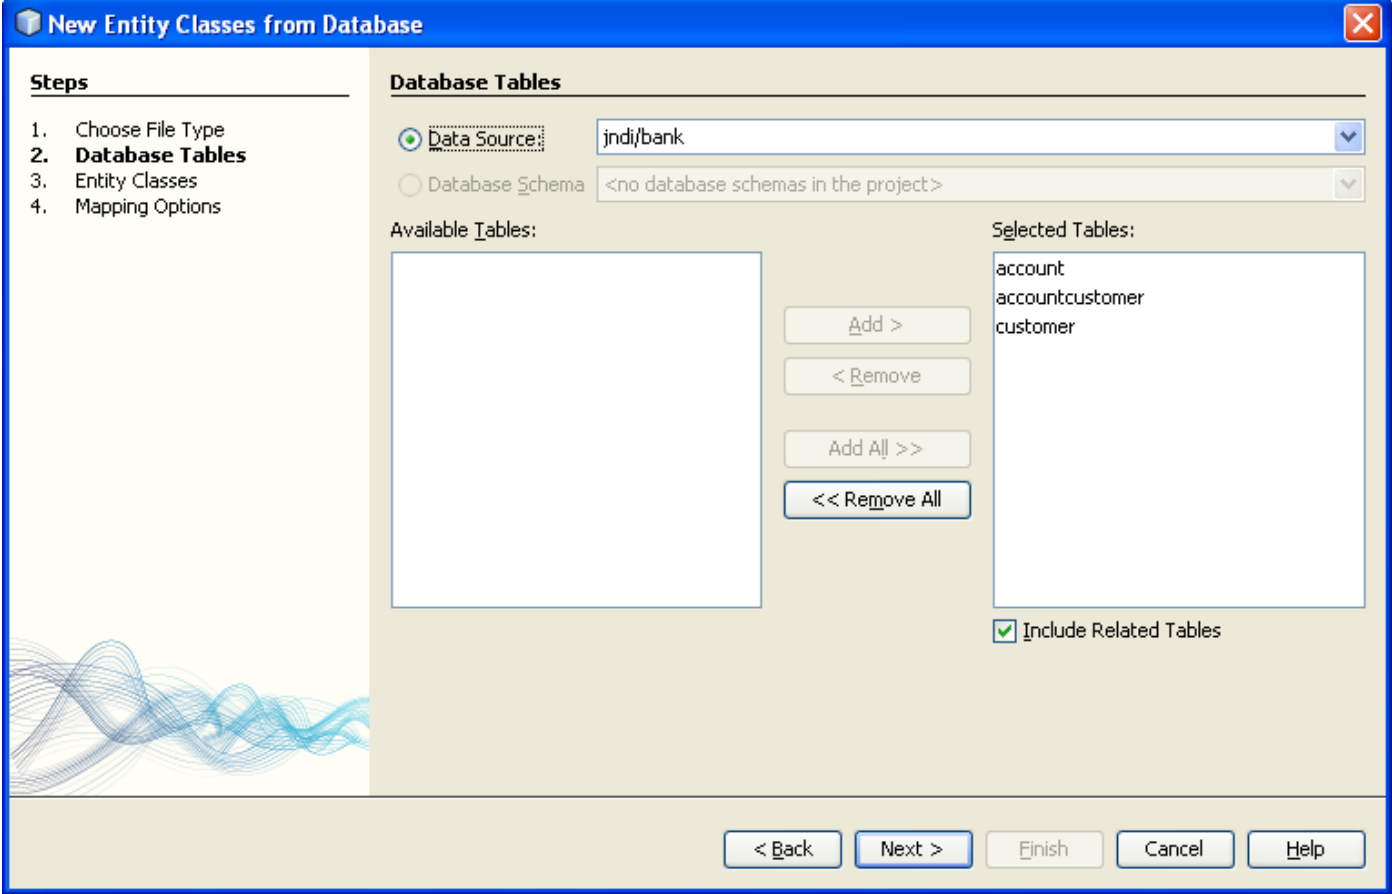 New Entity Classes from Database
Steps
1. Choose File Type
2. Database Tables
3. Entity Classes
4. Mapping Options
Database Tables
Data Source: jndi/bank
Database Schema <no database schemas in the project>
Available Tables:
Selected Tables:
account
accountcustomer
customer
Add >
< Remove
Add All >>
<< Remove All
Include Related Tables
< Back Next > Finish Cancel Help